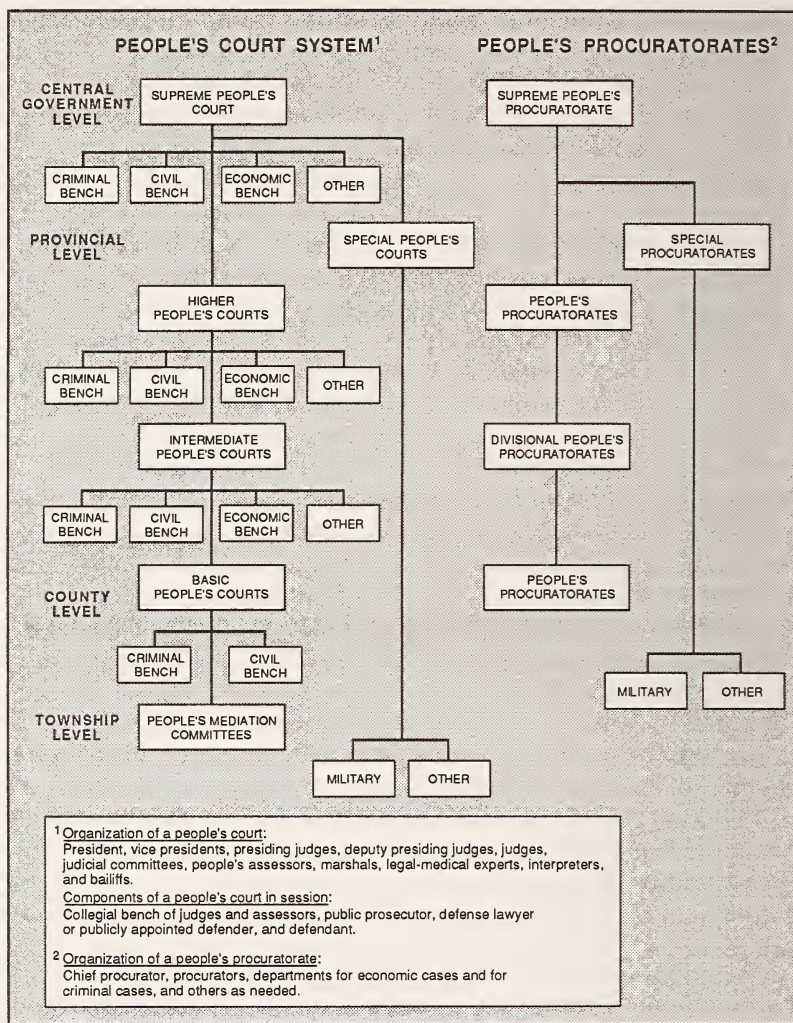 PEOPLE'S COURT SYSTEM¹
PEOPLE'S PROCURATORATES²
CENTRAL
GOVERNMENT
LEVEL
SUPREME PEOPLE'S
COURT
SUPREME PEOPLE'S
PROCURATORATE
CRIMINAL
BENCH
CIVIL
BENCH
ECONOMIC
BENCH
OTHER
PROVINCIAL
LEVEL
SPECIAL PEOPLE'S
COURTS
SPECIAL
PROCURATORATES
HIGHER
PEOPLE'S COURTS
PEOPLE'S
PROCURATORATES
CRIMINAL
BENCH
CIVIL
BENCH
ECONOMIC
BENCH
OTHER
INTERMEDIATE
PEOPLE'S COURTS
DIVISIONAL PEOPLE'S
PROCURATORATES
CRIMINAL
BENCH
CIVIL
BENCH
ECONOMIC
BENCH
OTHER
COUNTY
LEVEL
BASIC
PEOPLE'S COURTS
PEOPLE'S
PROCURATORATES
CRIMINAL
BENCH
CIVIL
BENCH
MILITARY
OTHER
TOWNSHIP
LEVEL
PEOPLE'S MEDIATION
COMMITTEES
MILITARY
OTHER
¹ Organization of a people's court:
President, vice presidents, presiding judges, deputy presiding judges, judges,
judicial committees, people's assessors, marshals, legal-medical experts, interpreters,
and bailiffs.
Components of a people's court in session:
Collegial bench of judges and assessors, public prosecutor, defense lawyer
or publicly appointed defender, and defendant.
² Organization of a people's procuratorate:
Chief procurator, procurators, departments for economic cases and for
criminal cases, and others as needed.